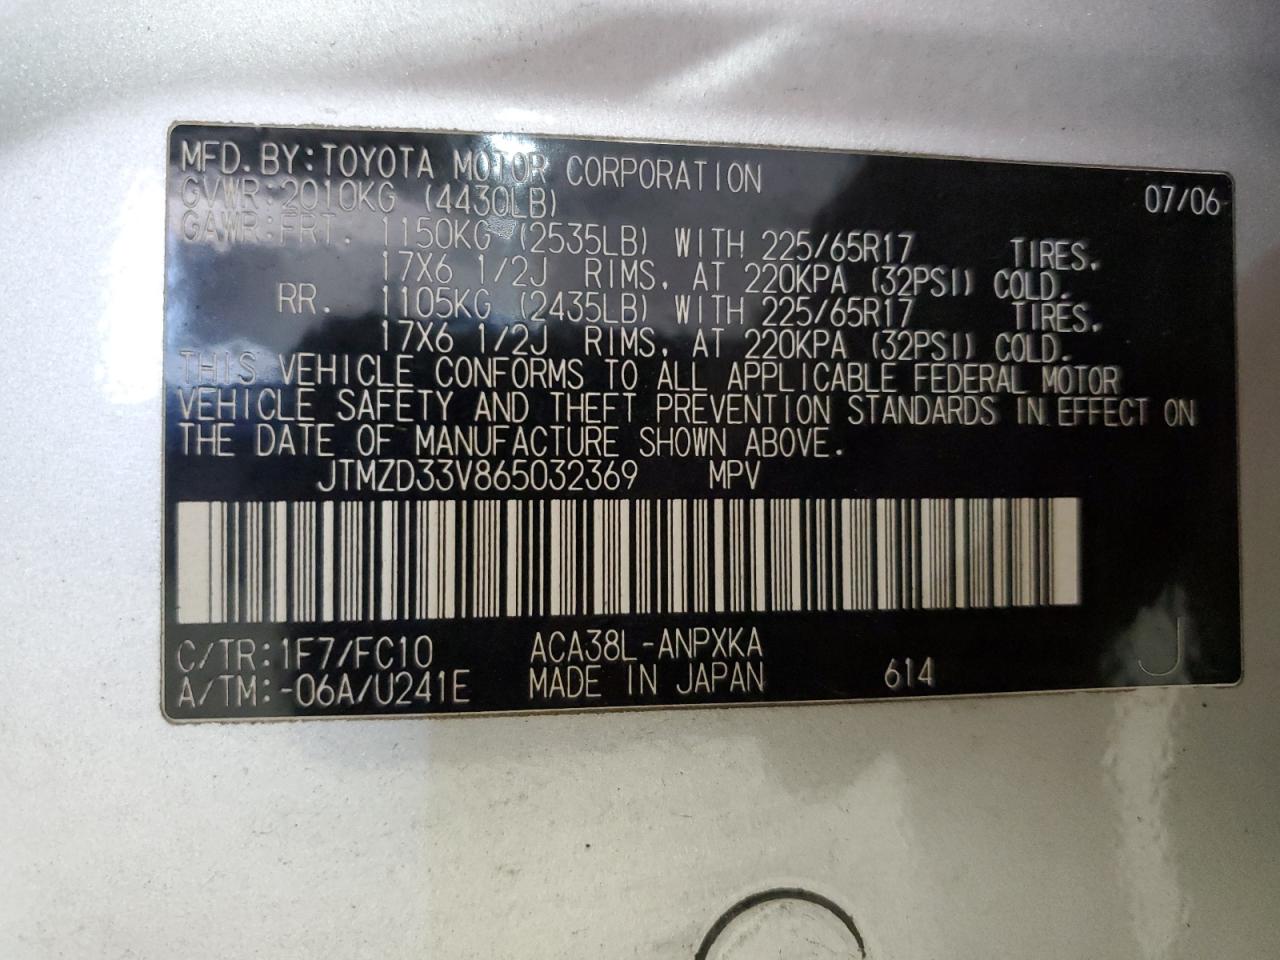 MFD.BY:TOYOTA MOTOR CORPORATION 07/06
GVWR:2010KG (4430LB)
GAWR:FRT. 1150KG (2535LB) WITH 225/65R17 TIRES.
17X6 1/2J RIMS, AT 220KPA (32PSI) COLD.
RR. 1105KG (2435LB) WITH 225/65R17 TIRES.
17X6 1/2J RIMS, AT 220KPA (32PSI) COLD.
THIS VEHICLE CONFORMS TO ALL APPLICABLE FEDERAL MOTOR
VEHICLE SAFETY AND THEFT PREVENTION STANDARDS IN EFFECT ON
THE DATE OF MANUFACTURE SHOWN ABOVE.
JTMZD33V865032369 MPV
C/TR:1F7/FC10 ACA38L-ANPXKA
A/TM:-06A/U241E MADE IN JAPAN 614 J